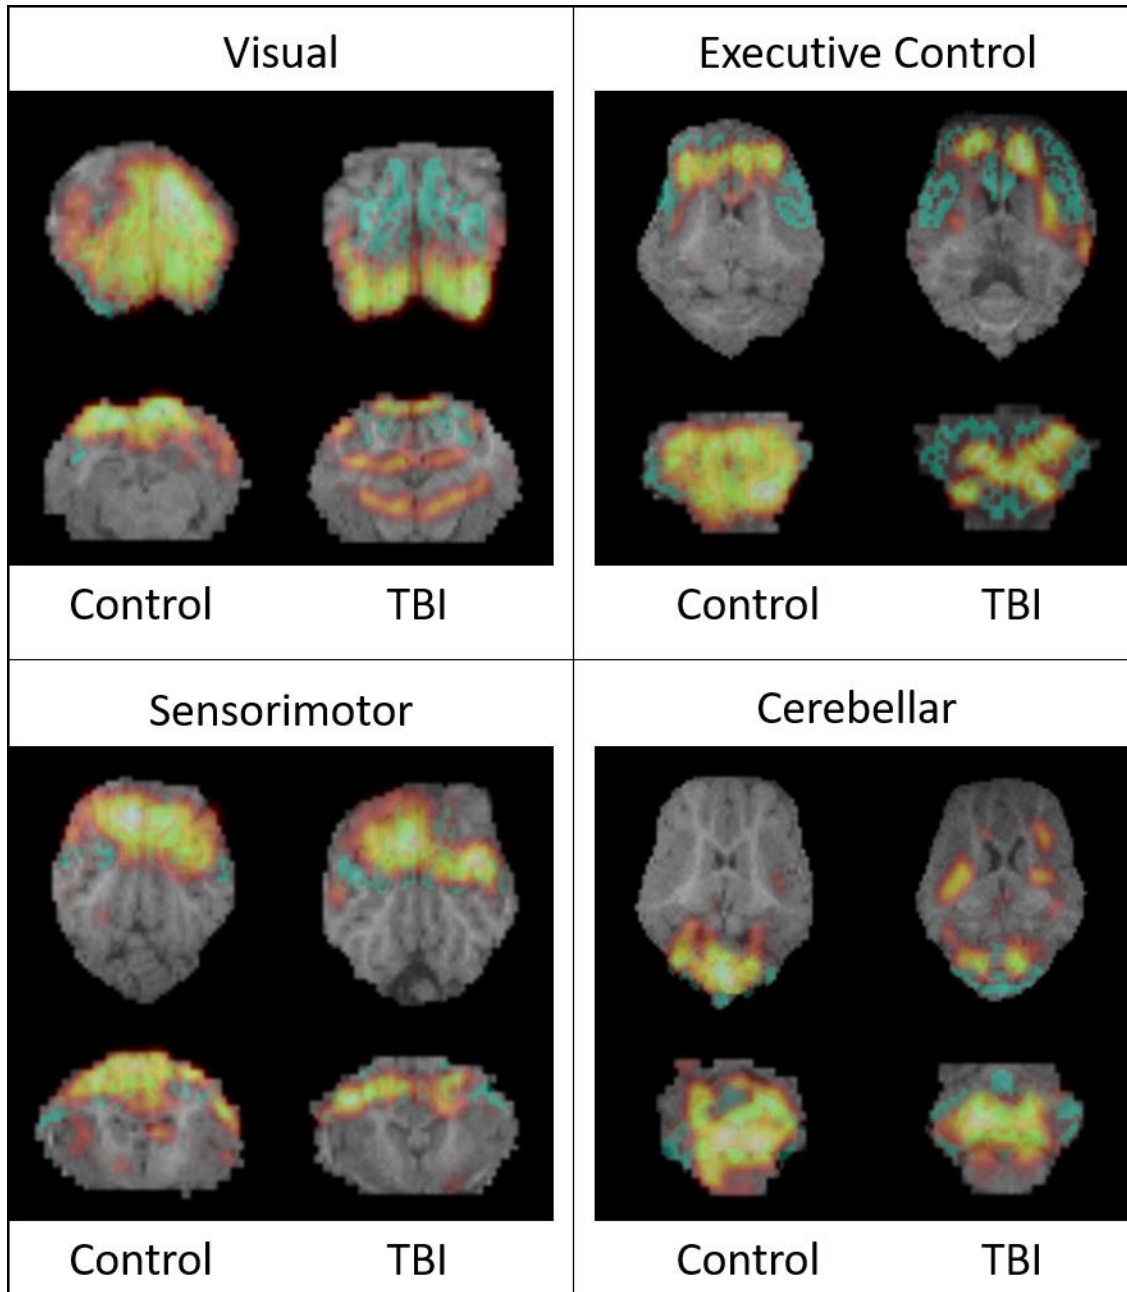 Visual
Executive Control
Control TBI
Control TBI
Sensorimotor
Cerebellar
Control TBI
Control TBI